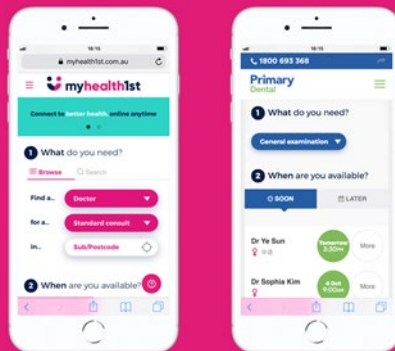 16:15
myhealth1st.com.au
myhealth1st
Connect to better health, online anytime
1 What do you need?
Browse
Search
Find a..
Doctor
for a..
Standard consult
in..
Sub/Postcode
2 When are you available?
16:15
1800 693 368
Primary
Dental
1 What do you need?
General examination
2 When are you available?
SOON
LATER
Dr Ye Sun
Tomorrow
3:30PM
More
Dr Sophia Kim
4 Oct
9:00AM
More